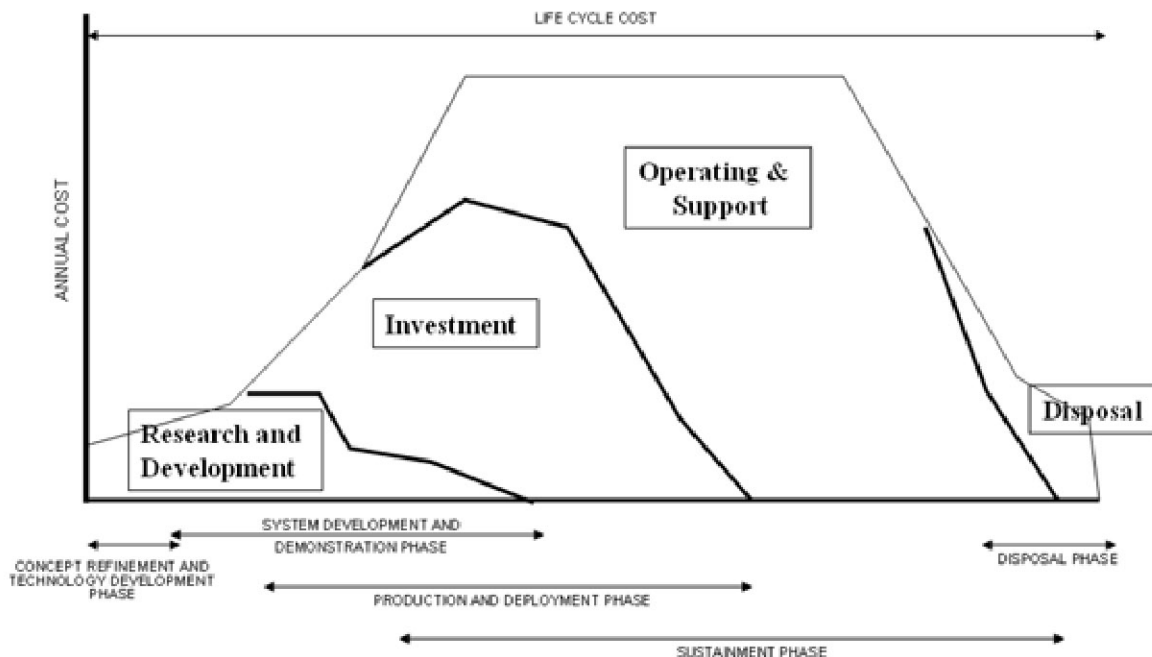 LIFE CYCLE COST
ANNUAL COST
Operating &
Support
Investment
Disposal
Research and
Development
SYSTEM DEVELOPMENT AND
DEMONSTRATION PHASE
CONCEPT REFINEMENT AND
TECHNOLOGY DEVELOPMENT
PHASE
DISPOSAL PHASE
PRODUCTION AND DEPLOYMENT PHASE
SUSTAINMENT PHASE